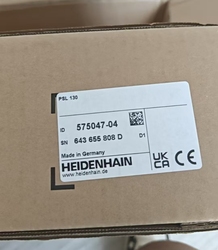 PSL 130
ID 575047-04
SN 643 655 808 D D1
Made in Germany
HEIDENHAIN
www.heidenhain.de
UK
CA
CE